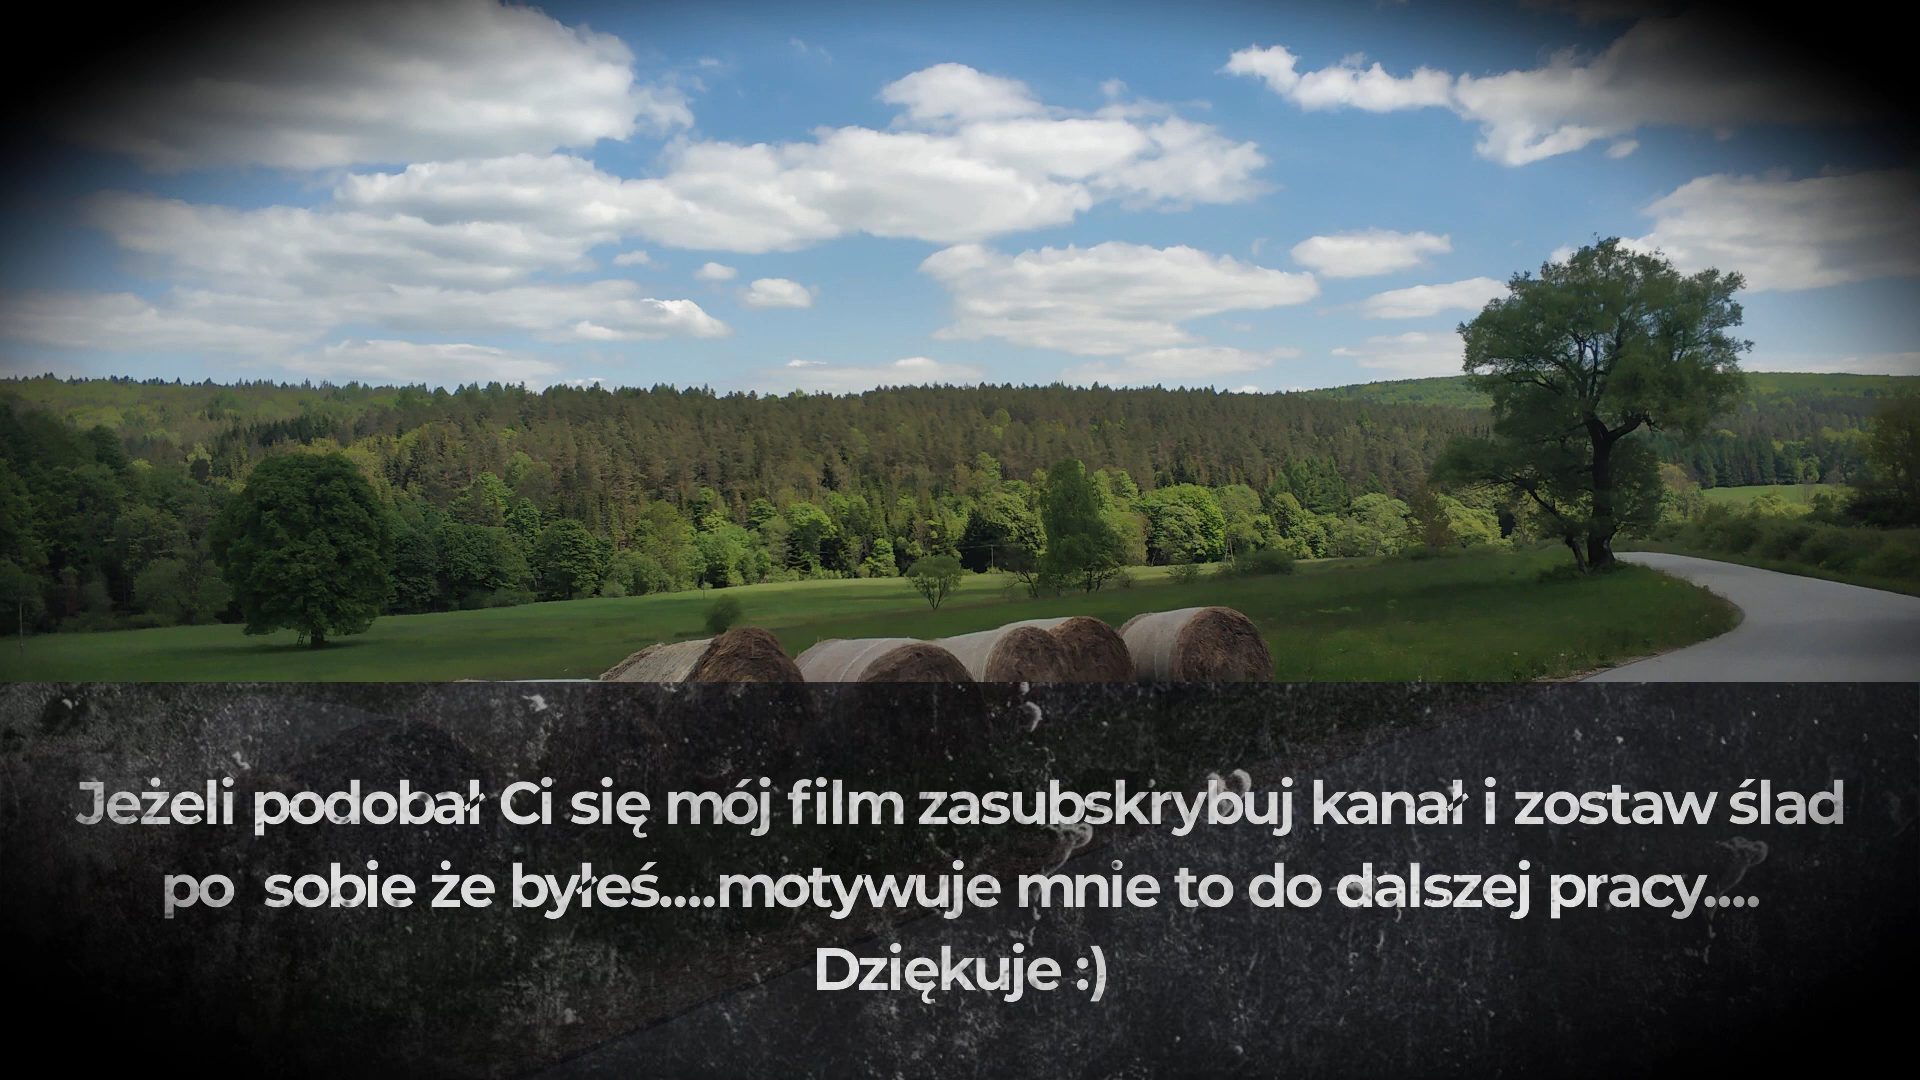 Jeżeli podobał Ci się mój film zasubskrybuj kanał i zostaw ślad
po  sobie że byłeś....motywuje mnie to do dalszej pracy....
Dziękuje :)